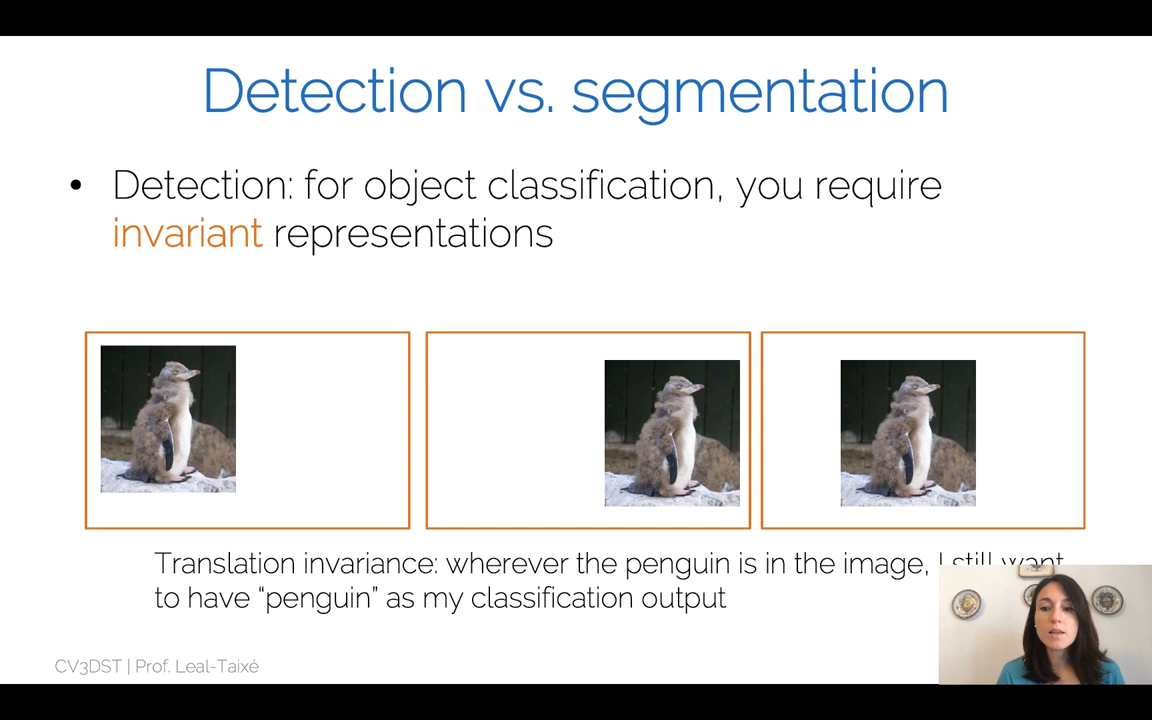 Detection vs. segmentation
• Detection: for object classification, you require
invariant representations
Translation invariance: wherever the penguin is in the image, I still want
to have “penguin” as my classification output
CV3DST | Prof. Leal-Taixé